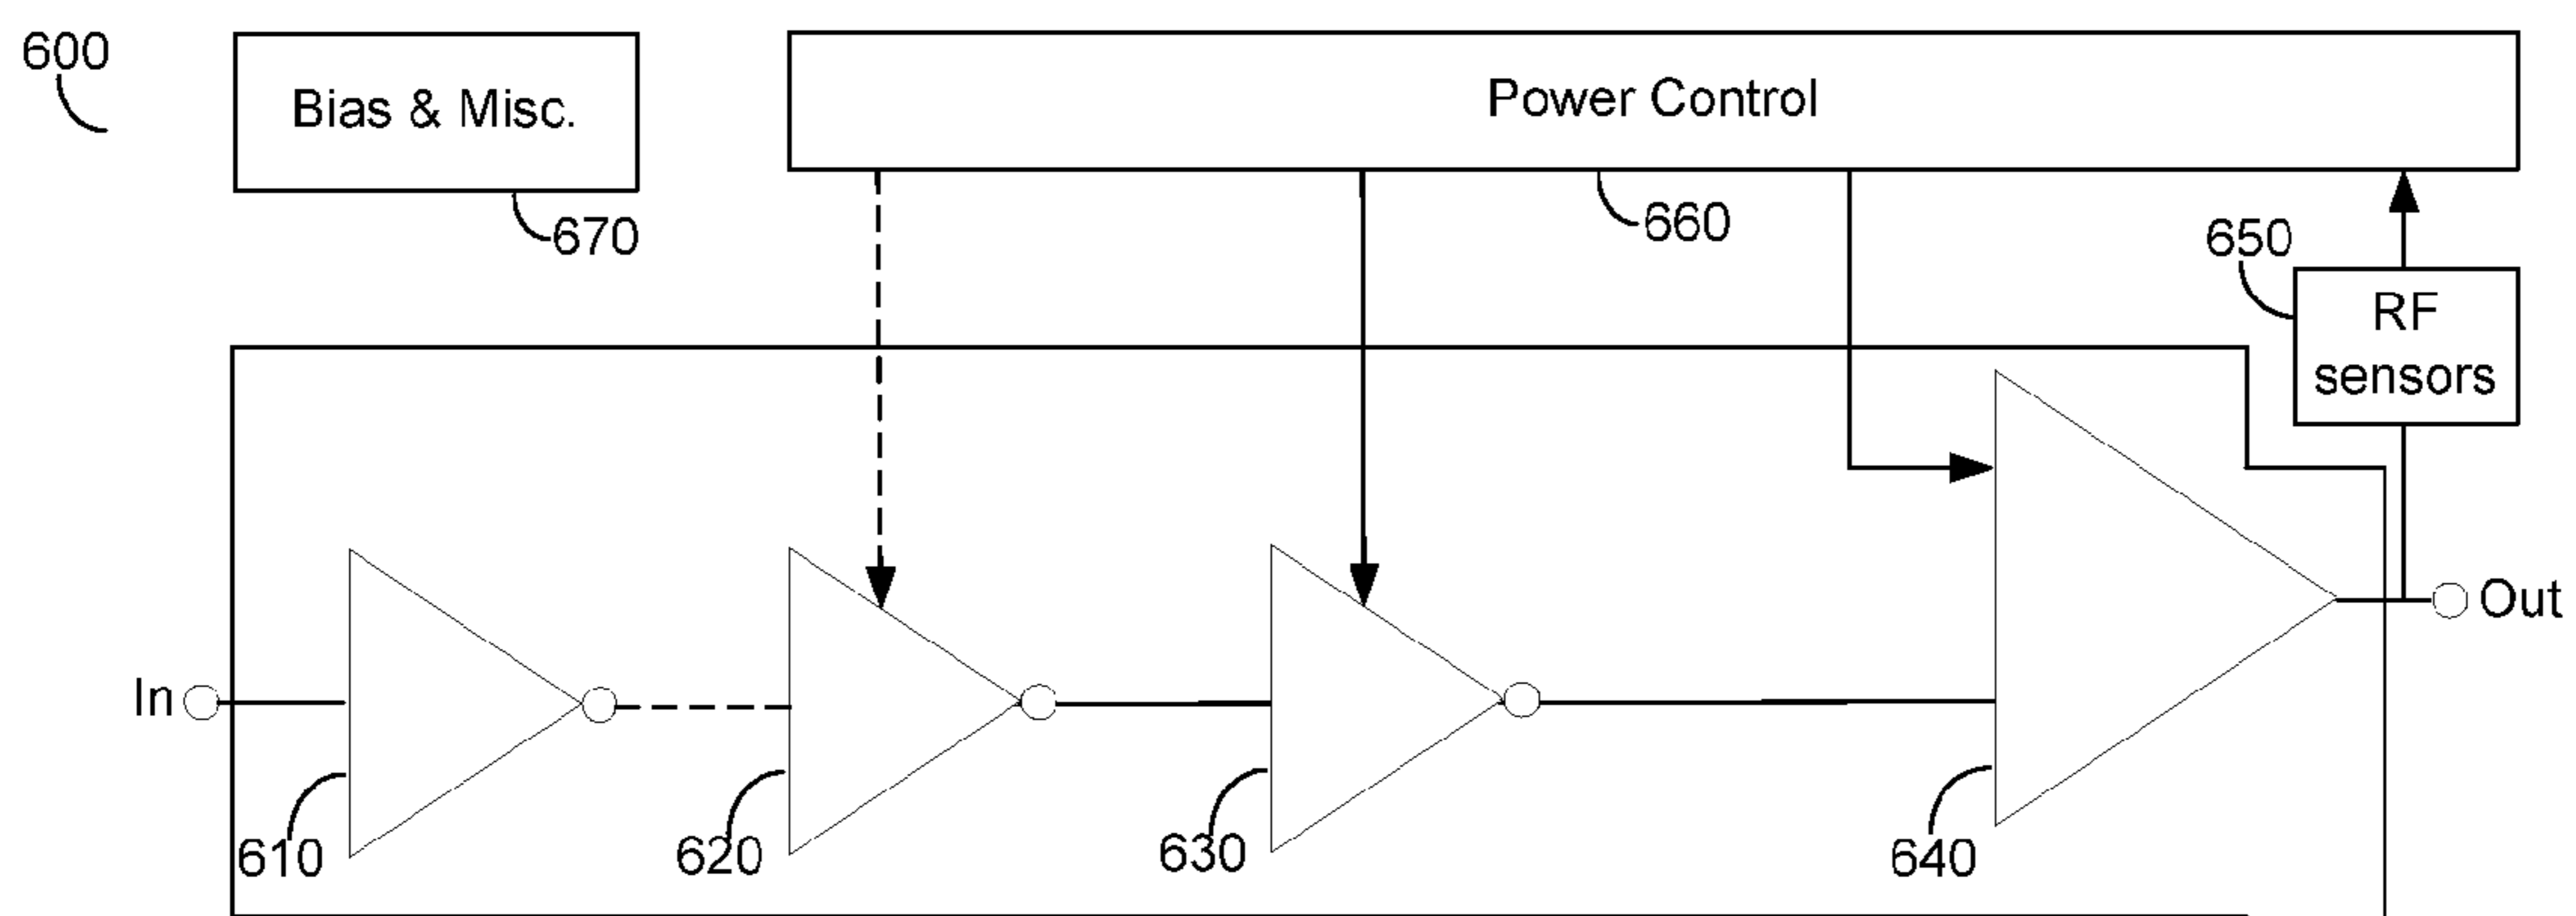 600
Bias & Misc.
Power Control
670
660
650
RF
sensors
In
Out
610
620
630
640